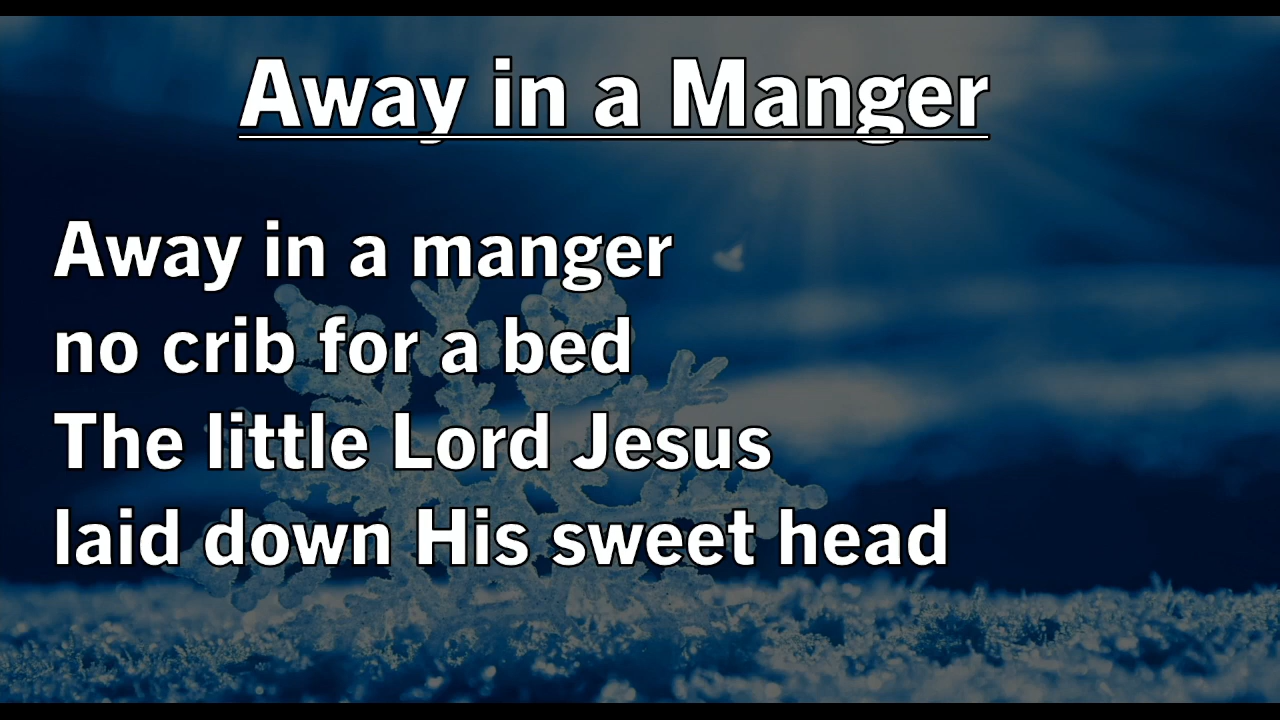 Away in a Manger
Away in a manger
no crib for a bed
The little Lord Jesus
laid down His sweet head